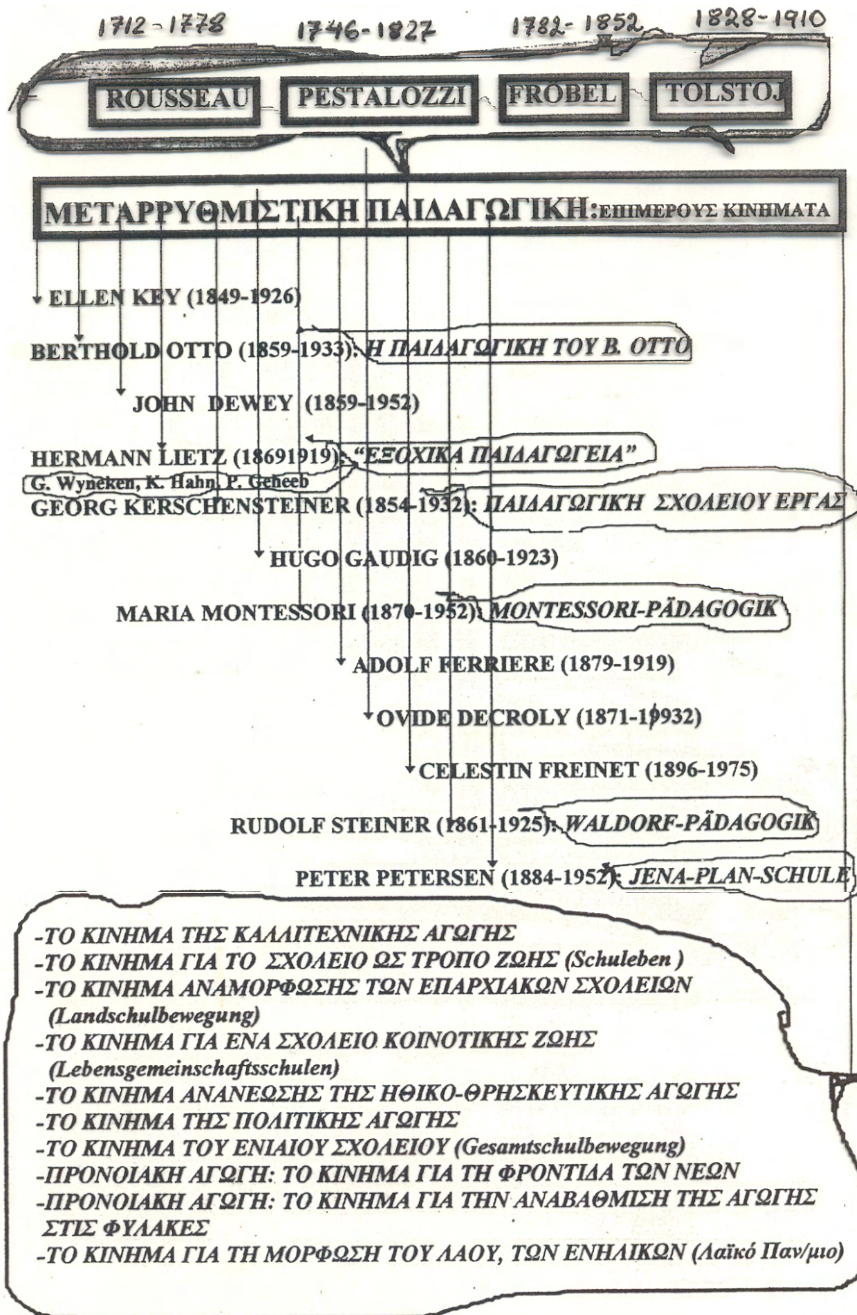 1712-1778 1746-1827 1782-1852 1828-1910
ROUSSEAU PESTALOZZI FRÖBEL TOLSTOJ
ΜΕΤΑΡΡΥΘΜΙΣΤΙΚΗ ΠΑΙΔΑΓΩΓΙΚΗ:ΕΠΙΜΕΡΟΥΣ ΚΙΝΗΜΑΤΑ
ELLEN KEY (1849-1926)
BERTHOLD OTTO (1859-1933): Η ΠΑΙΔΑΓΩΓΙΚΗ ΤΟΥ B. OTTO
JOHN DEWEY (1859-1952)
HERMANN LIETZ (18691919): “ΕΞΟΧΙΚΑ ΠΑΙΔΑΓΩΓΕΙΑ”
G. Wyneken, K. Hahn, P. Geheeb
GEORG KERSCHENSTEINER (1854-1932): ΠΑΙΔΑΓΩΓΙΚΗ ΣΧΟΛΕΙΟΥ ΕΡΓΑΣ
HUGO GAUDIG (1860-1923)
MARIA MONTESSORI (1870-1952): MONTESSORI-PÄDAGOGIK
ADOLF FERRIERE (1879-1919)
OVIDE DECROLY (1871-19932)
CELESTIN FREINET (1896-1975)
RUDOLF STEINER (1861-1925): WALDORF-PÄDAGOGIK
PETER PETERSEN (1884-1952): JENA-PLAN-SCHULE
-ΤΟ ΚΙΝΗΜΑ ΤΗΣ ΚΑΛΛΙΤΕΧΝΙΚΗΣ ΑΓΩΓΗΣ
-ΤΟ ΚΙΝΗΜΑ ΓΙΑ ΤΟ ΣΧΟΛΕΙΟ ΩΣ ΤΡΟΠΟ ΖΩΗΣ (Schuleben )
-ΤΟ ΚΙΝΗΜΑ ΑΝΑΜΟΡΦΩΣΗΣ ΤΩΝ ΕΠΑΡΧΙΑΚΩΝ ΣΧΟΛΕΙΩΝ
(Landschulbewegung)
-ΤΟ ΚΙΝΗΜΑ ΓΙΑ ΕΝΑ ΣΧΟΛΕΙΟ ΚΟΙΝΟΤΙΚΗΣ ΖΩΗΣ
(Lebensgemeinschaftsschulen)
-ΤΟ ΚΙΝΗΜΑ ΑΝΑΝΕΩΣΗΣ ΤΗΣ ΗΘΙΚΟ-ΘΡΗΣΚΕΥΤΙΚΗΣ ΑΓΩΓΗΣ
-ΤΟ ΚΙΝΗΜΑ ΤΗΣ ΠΟΛΙΤΙΚΗΣ ΑΓΩΓΗΣ
-ΤΟ ΚΙΝΗΜΑ ΤΟΥ ΕΝΙΑΙΟΥ ΣΧΟΛΕΙΟΥ (Gesamtschulbewegung)
-ΠΡΟΝΟΙΑΚΗ ΑΓΩΓΗ: ΤΟ ΚΙΝΗΜΑ ΓΙΑ ΤΗ ΦΡΟΝΤΙΔΑ ΤΩΝ ΝΕΩΝ
-ΠΡΟΝΟΙΑΚΗ ΑΓΩΓΗ: ΤΟ ΚΙΝΗΜΑ ΓΙΑ ΤΗΝ ΑΝΑΒΑΘΜΙΣΗ ΤΗΣ ΑΓΩΓΗΣ
ΣΤΙΣ ΦΥΛΑΚΕΣ
-ΤΟ ΚΙΝΗΜΑ ΓΙΑ ΤΗ ΜΟΡΦΩΣΗ ΤΟΥ ΛΑΟΥ, ΤΩΝ ΕΝΗΛΙΚΩΝ (Λαϊκό Παν/μιο)